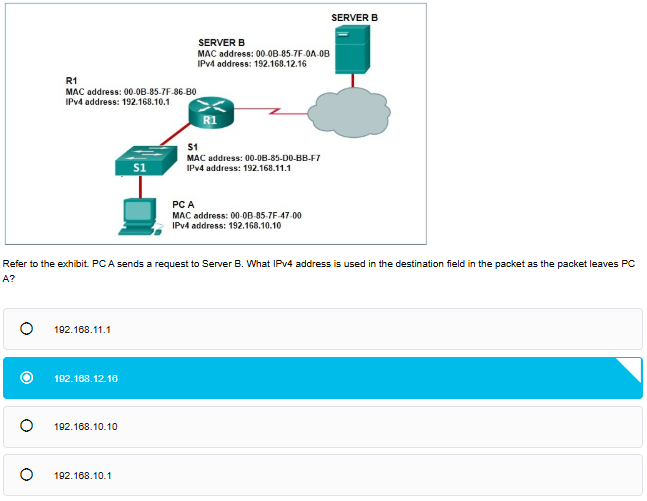 SERVER B
SERVER B
MAC address: 00-0B-85-7F-0A-0B
IPv4 address: 192.168.12.16
R1
MAC address: 00-0B-85-7F-86-B0
IPv4 address: 192.168.10.1
R1
S1
MAC address: 00-0B-85-D0-BB-F7
IPv4 address: 192.168.11.1
S1
PC A
MAC address: 00-0B-85-7F-47-00
IPv4 address: 192.168.10.10
Refer to the exhibit. PC A sends a request to Server B. What IPv4 address is used in the destination field in the packet as the packet leaves PC
A?
192.168.11.1
192.168.12.16
192.168.10.10
192.168.10.1